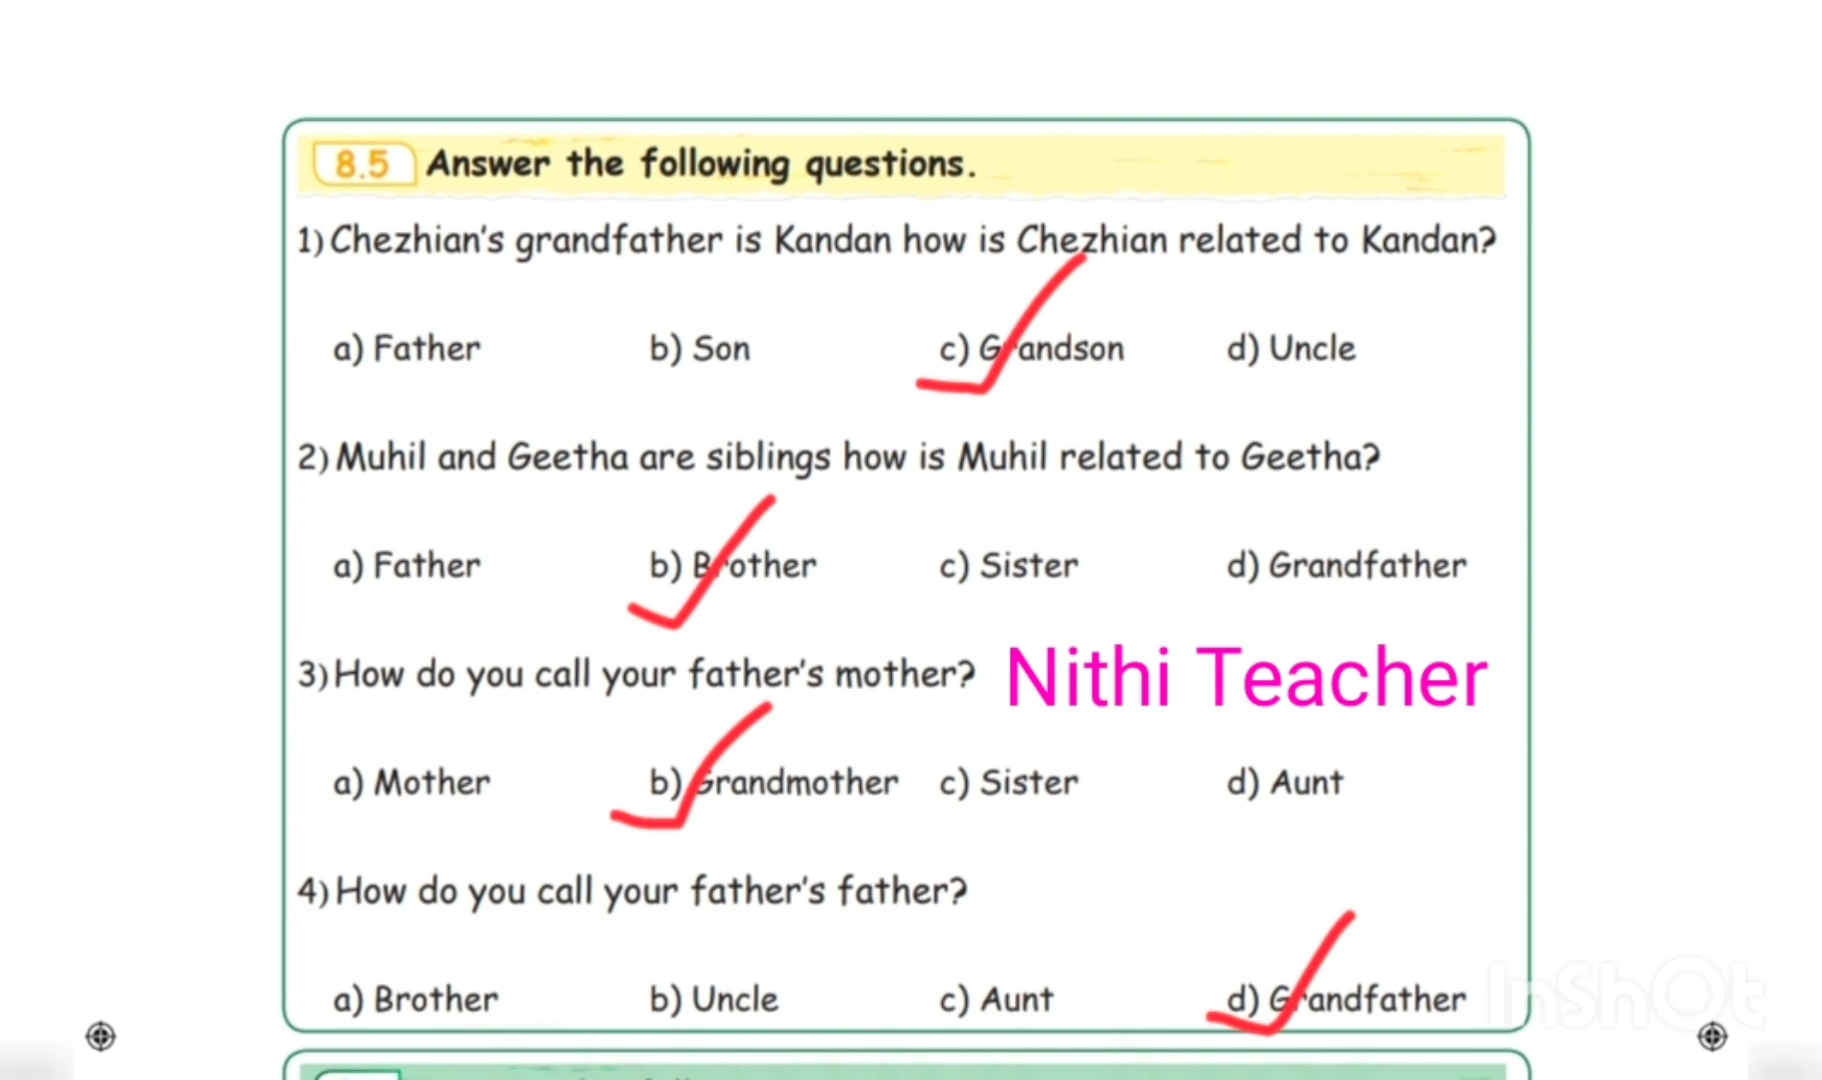 8.5 Answer the following questions.
1) Chezhian's grandfather is Kandan how is Chezhian related to Kandan?
a) Father b) Son c) Grandson d) Uncle
2) Muhil and Geetha are siblings how is Muhil related to Geetha?
a) Father b) Brother c) Sister d) Grandfather
3) How do you call your father's mother? Nithi Teacher
a) Mother b) Grandmother c) Sister d) Aunt
4) How do you call your father's father?
a) Brother b) Uncle c) Aunt d) Grandfather
InShOt